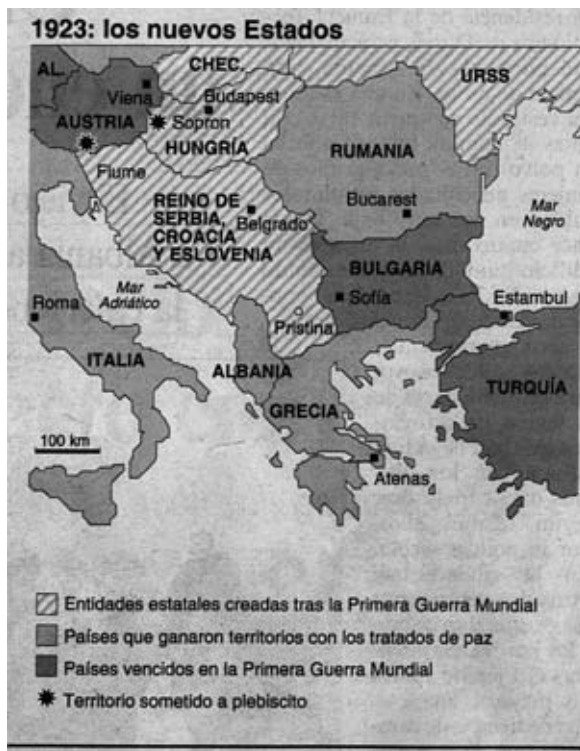 1923: los nuevos Estados
AL.
CHEC.
URSS
Viena
Budapest
AUSTRIA
Sopron
HUNGRÍA
RUMANIA
Fiume
REINO DE
SERBIA,
CROACIA
Y ESLOVENIA
Belgrado
Bucarest
Mar
Negro
BULGARIA
Mar
Adriático
Roma
Sofía
Estambul
Pristina
ITALIA
ALBANIA
TURQUÍA
GRECIA
100 km
Atenas
Entidades estatales creadas tras la Primera Guerra Mundial
Países que ganaron territorios con los tratados de paz
Países vencidos en la Primera Guerra Mundial
Territorio sometido a plebiscito